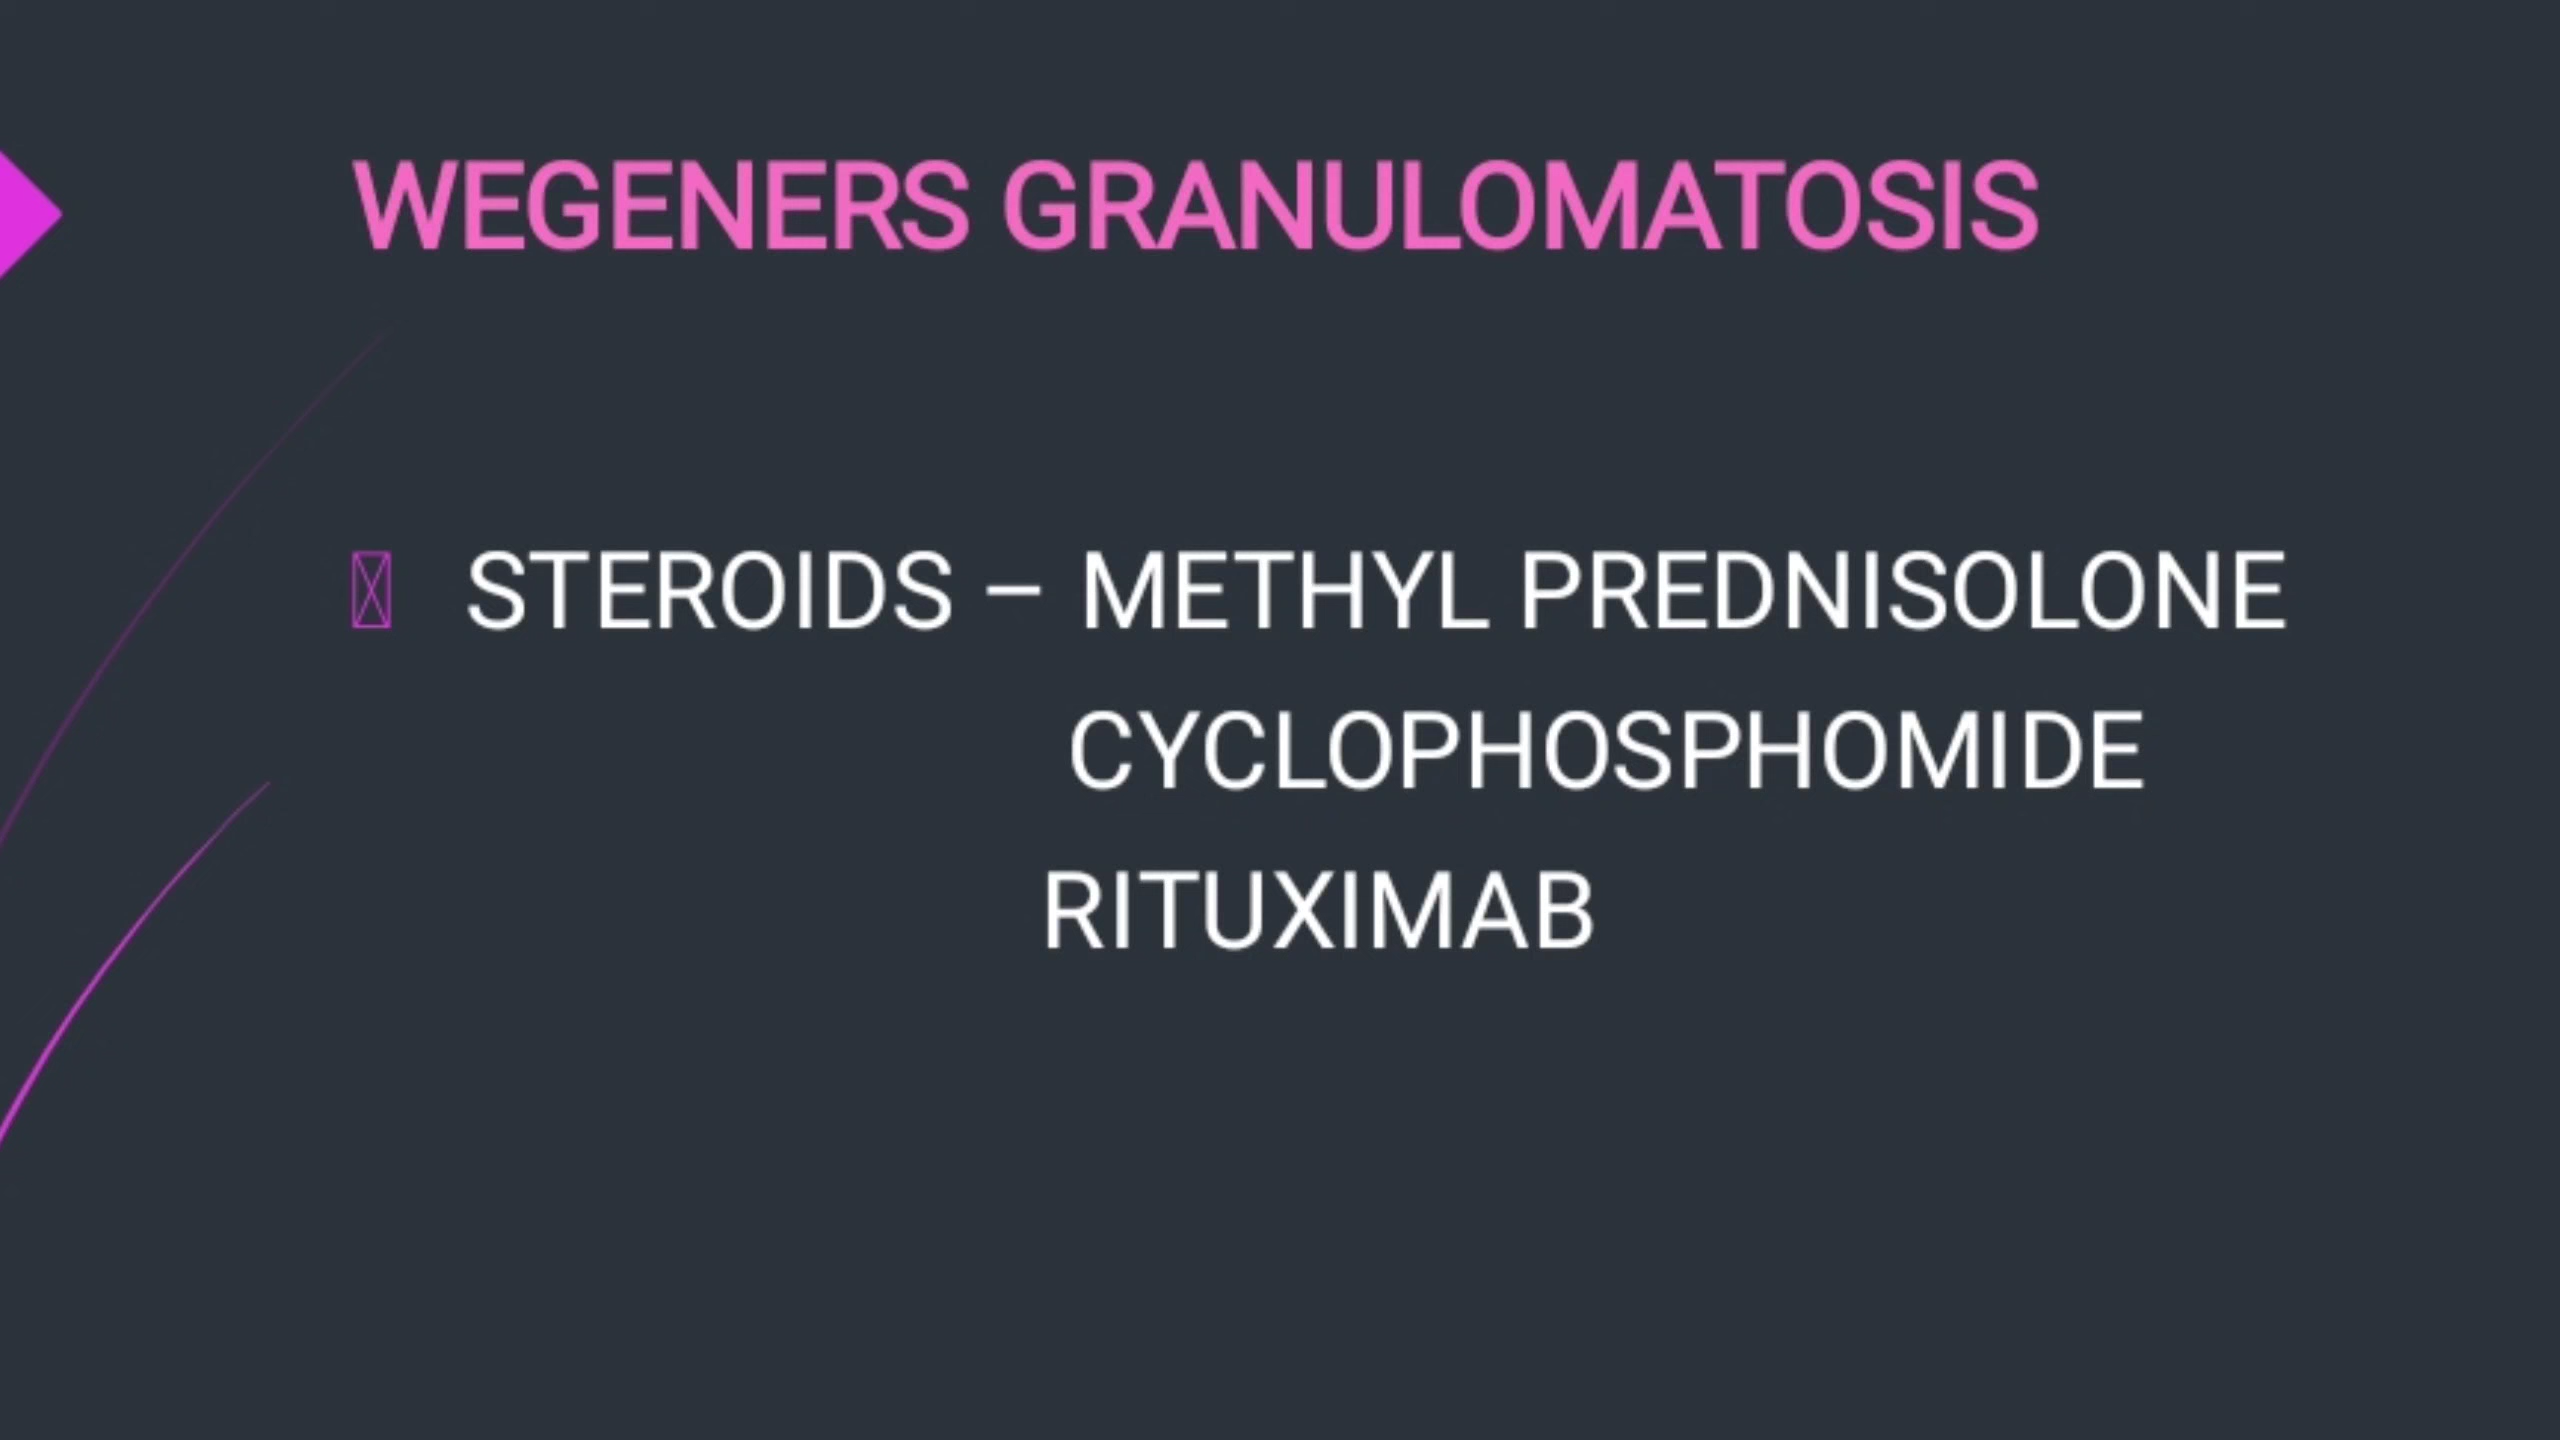 WEGENERS GRANULOMATOSIS
STEROIDS – METHYL PREDNISOLONE
CYCLOPHOSPHOMIDE
RITUXIMAB